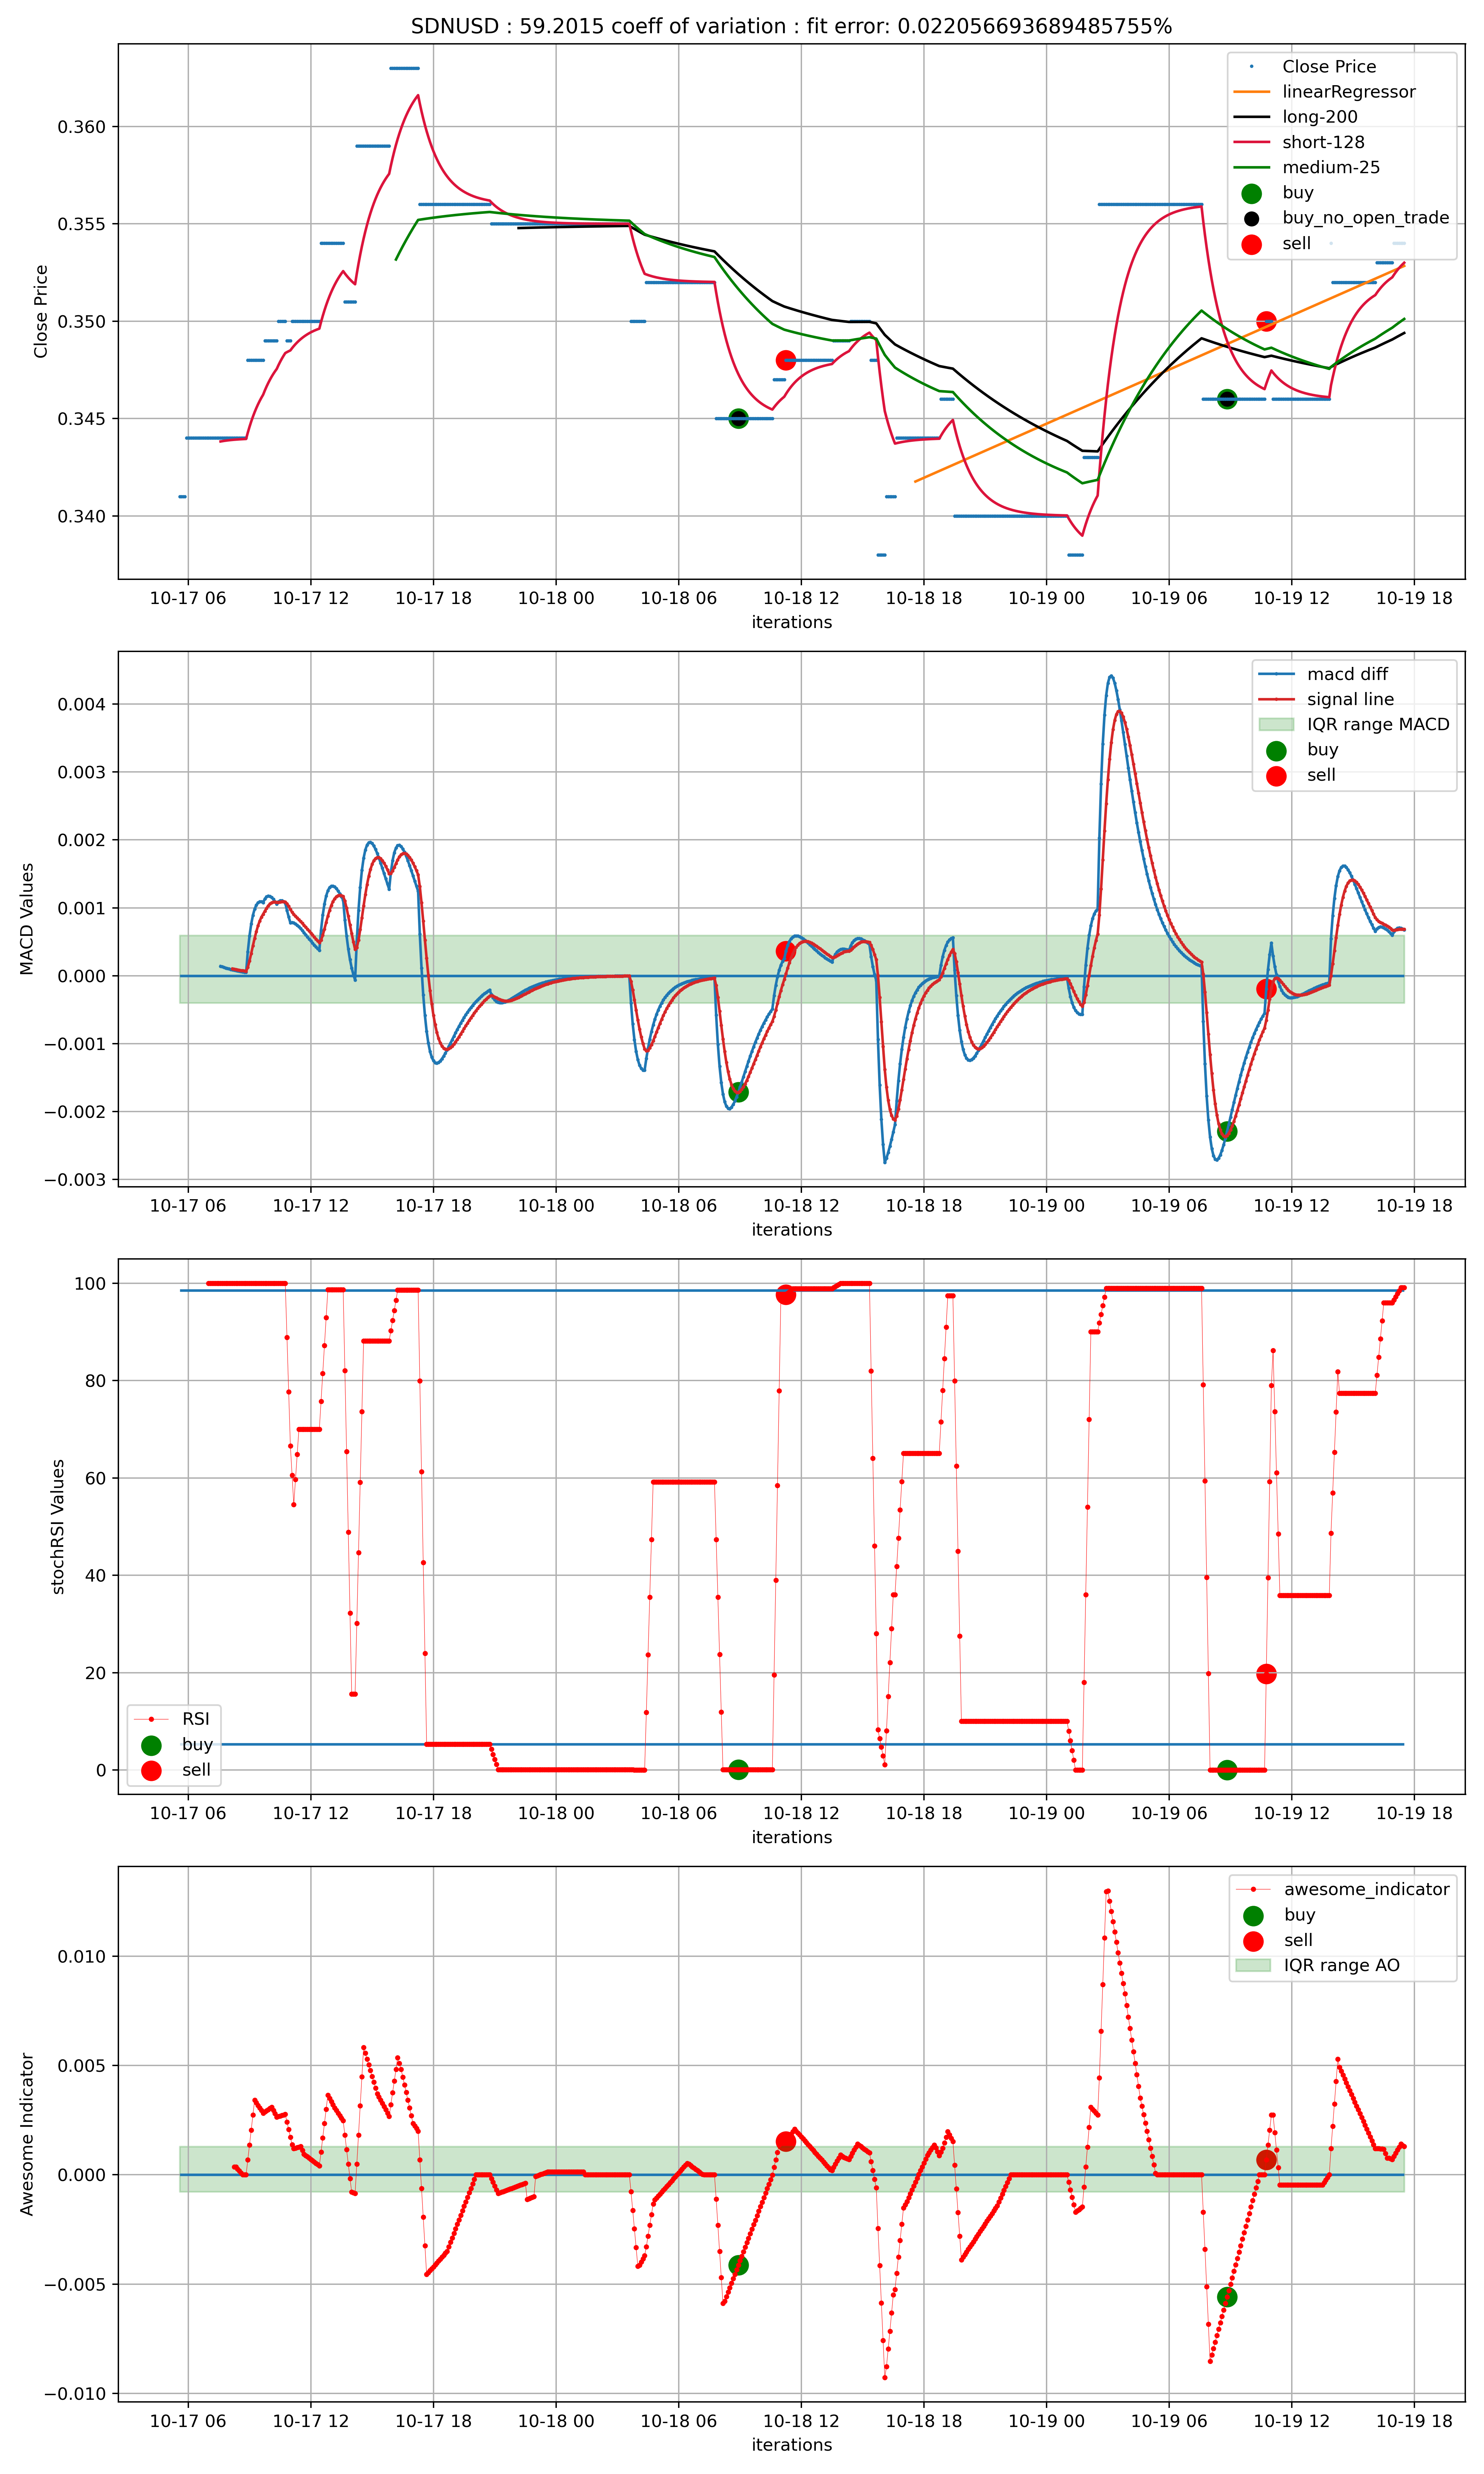 SDNUSD : 59.2015 coeff of variation : fit error: 0.022056693689485755%
Close Price
linearRegressor
long-200
short-128
medium-25
buy
buy_no_open_trade
sell
0.360
0.355
0.350
0.345
0.340
Close Price
10-17 06 10-17 12 10-17 18 10-18 00 10-18 06 10-18 12 10-18 18 10-19 00 10-19 06 10-19 12 10-19 18
iterations
macd diff
signal line
IQR range MACD
buy
sell
0.004
0.003
0.002
0.001
0.000
−0.001
−0.002
−0.003
MACD Values
10-17 06 10-17 12 10-17 18 10-18 00 10-18 06 10-18 12 10-18 18 10-19 00 10-19 06 10-19 12 10-19 18
iterations
100
80
60
40
20
0
stochRSI Values
RSI
buy
sell
10-17 06 10-17 12 10-17 18 10-18 00 10-18 06 10-18 12 10-18 18 10-19 00 10-19 06 10-19 12 10-19 18
iterations
awesome_indicator
buy
sell
IQR range AO
0.010
0.005
0.000
−0.005
−0.010
Awesome Indicator
10-17 06 10-17 12 10-17 18 10-18 00 10-18 06 10-18 12 10-18 18 10-19 00 10-19 06 10-19 12 10-19 18
iterations